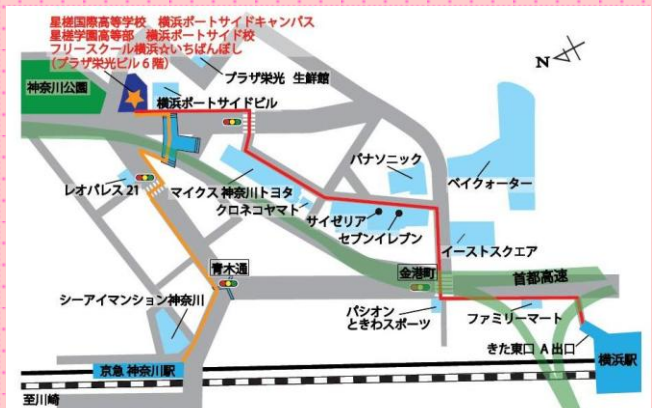 星槎国際高等学校 横浜ポートサイドキャンパス
星槎学園高等部 横浜ポートサイド校
フリースクール横浜☆いちばんぼし
(プラザ栄光ビル6階)
神奈川公園
プラザ栄光 生鮮館
横浜ポートサイドビル
N
パナソニック
ベイクォーター
レオパレス21
マイクス 神奈川トヨタ
クロネコヤマト
サイゼリア
セブンイレブン
イーストスクエア
青木通
金港町
首都高速
シーアイマンション神奈川
パシオン
ときわスポーツ
ファミリーマート
きた東口 A出口
横浜駅
京急 神奈川駅
至川崎